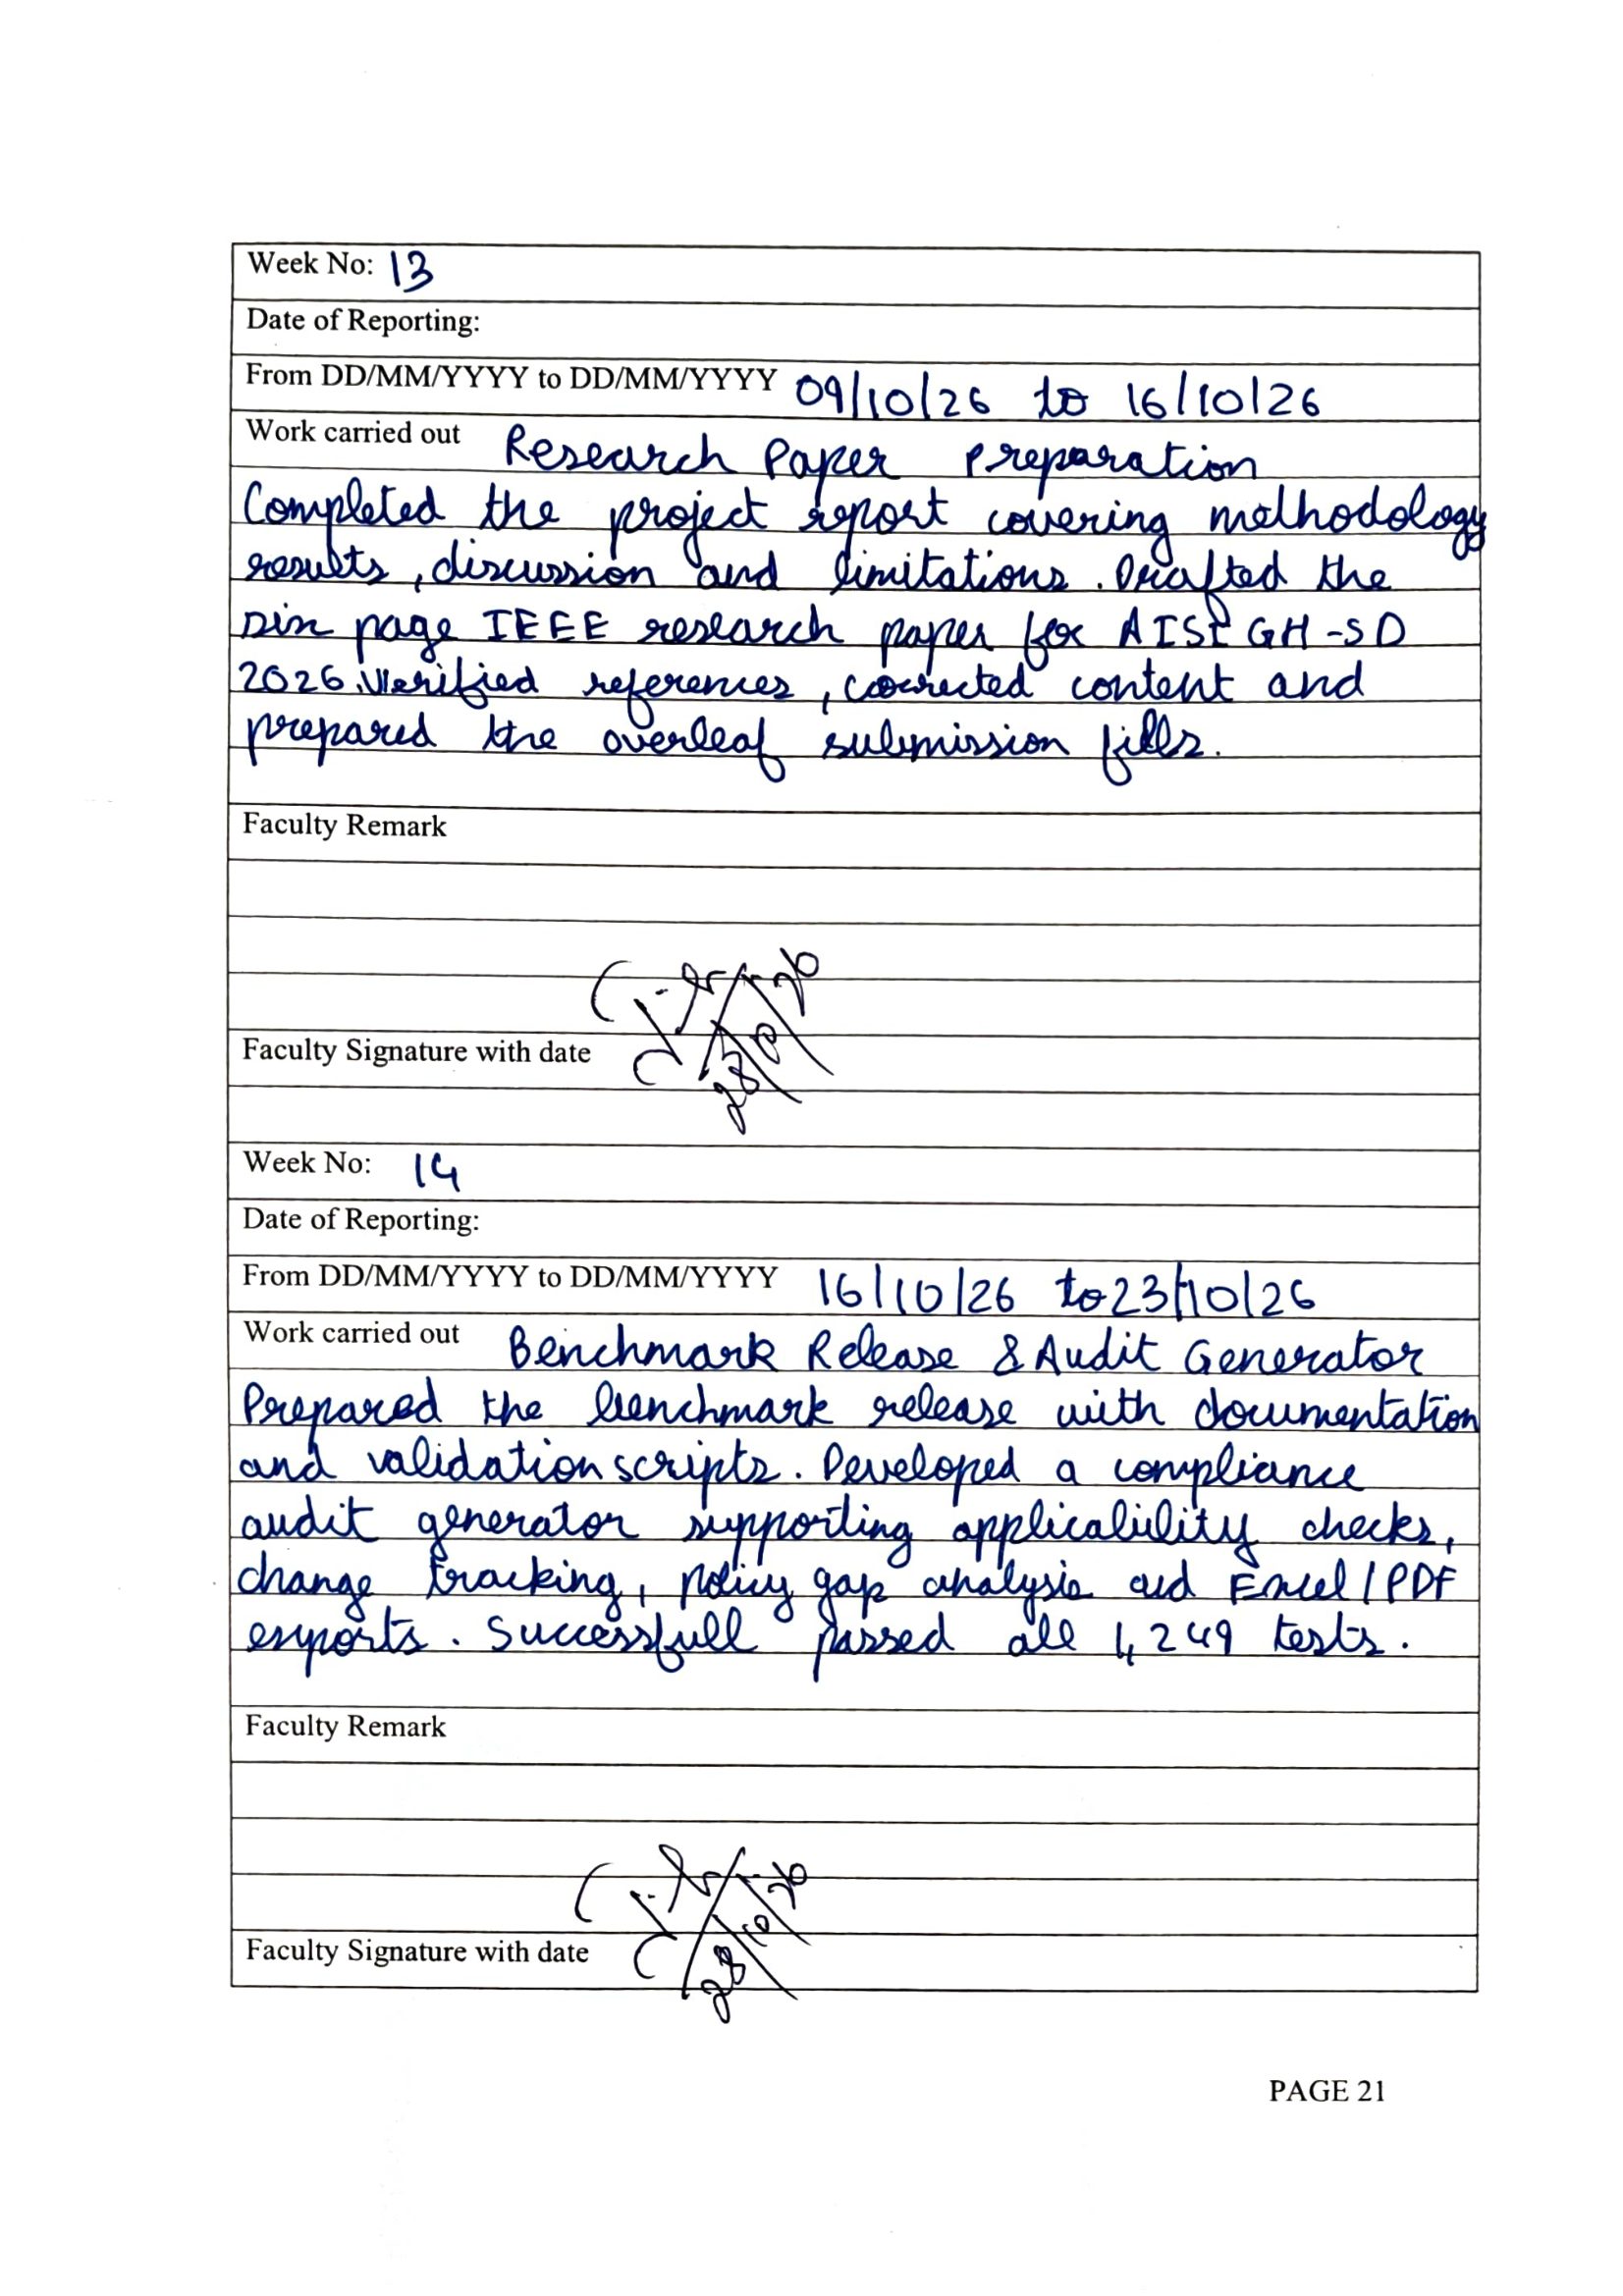 Week No: 13
Date of Reporting:
From DD/MM/YYYY to DD/MM/YYYY 09/10/26 to 16/10/26
Work carried out Research Paper Preparation
Completed the project report covering methodology
results, discussion and limitations. Drafted the
six page IEEE research paper for GH-SD
2026. Verified references, corrected content and
prepared the overleaf submission files.
Faculty Remark
Faculty Signature with date
Week No: 14
Date of Reporting:
From DD/MM/YYYY to DD/MM/YYYY 16/10/26 to 23/10/26
Work carried out Benchmark Release & Audit Generator
Prepared the benchmark release with documentation
and validation scripts. Developed a compliance
audit generator supporting applicability checks,
change tracking, policy gap analysis and Excel/PDF
exports. Successfull passed all 1,249 tests.
Faculty Remark
Faculty Signature with date 28/10/26
PAGE 21